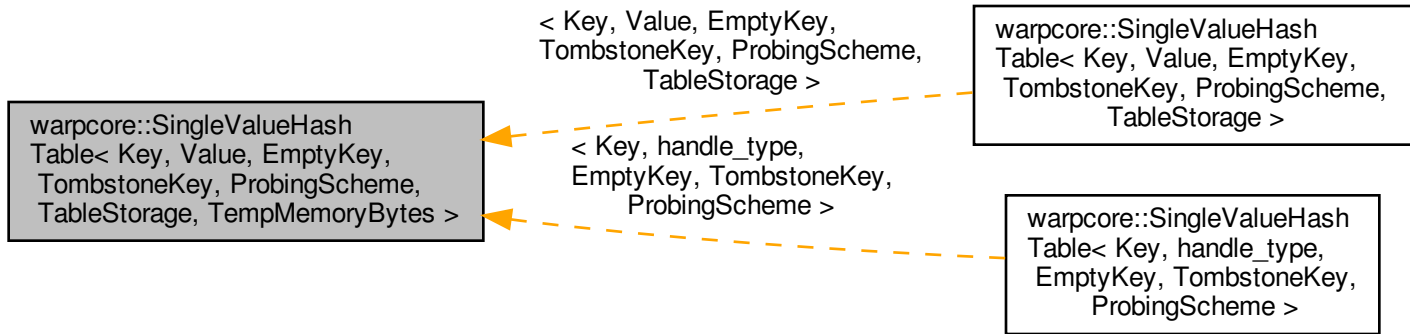 warpcore::SingleValueHash
Table< Key, Value, EmptyKey,
TombstoneKey, ProbingScheme,
TableStorage, TempMemoryBytes >
< Key, Value, EmptyKey,
TombstoneKey, ProbingScheme,
TableStorage >
warpcore::SingleValueHash
Table< Key, Value, EmptyKey,
TombstoneKey, ProbingScheme,
TableStorage >
< Key, handle_type,
EmptyKey, TombstoneKey,
ProbingScheme >
warpcore::SingleValueHash
Table< Key, handle_type,
EmptyKey, TombstoneKey,
ProbingScheme >